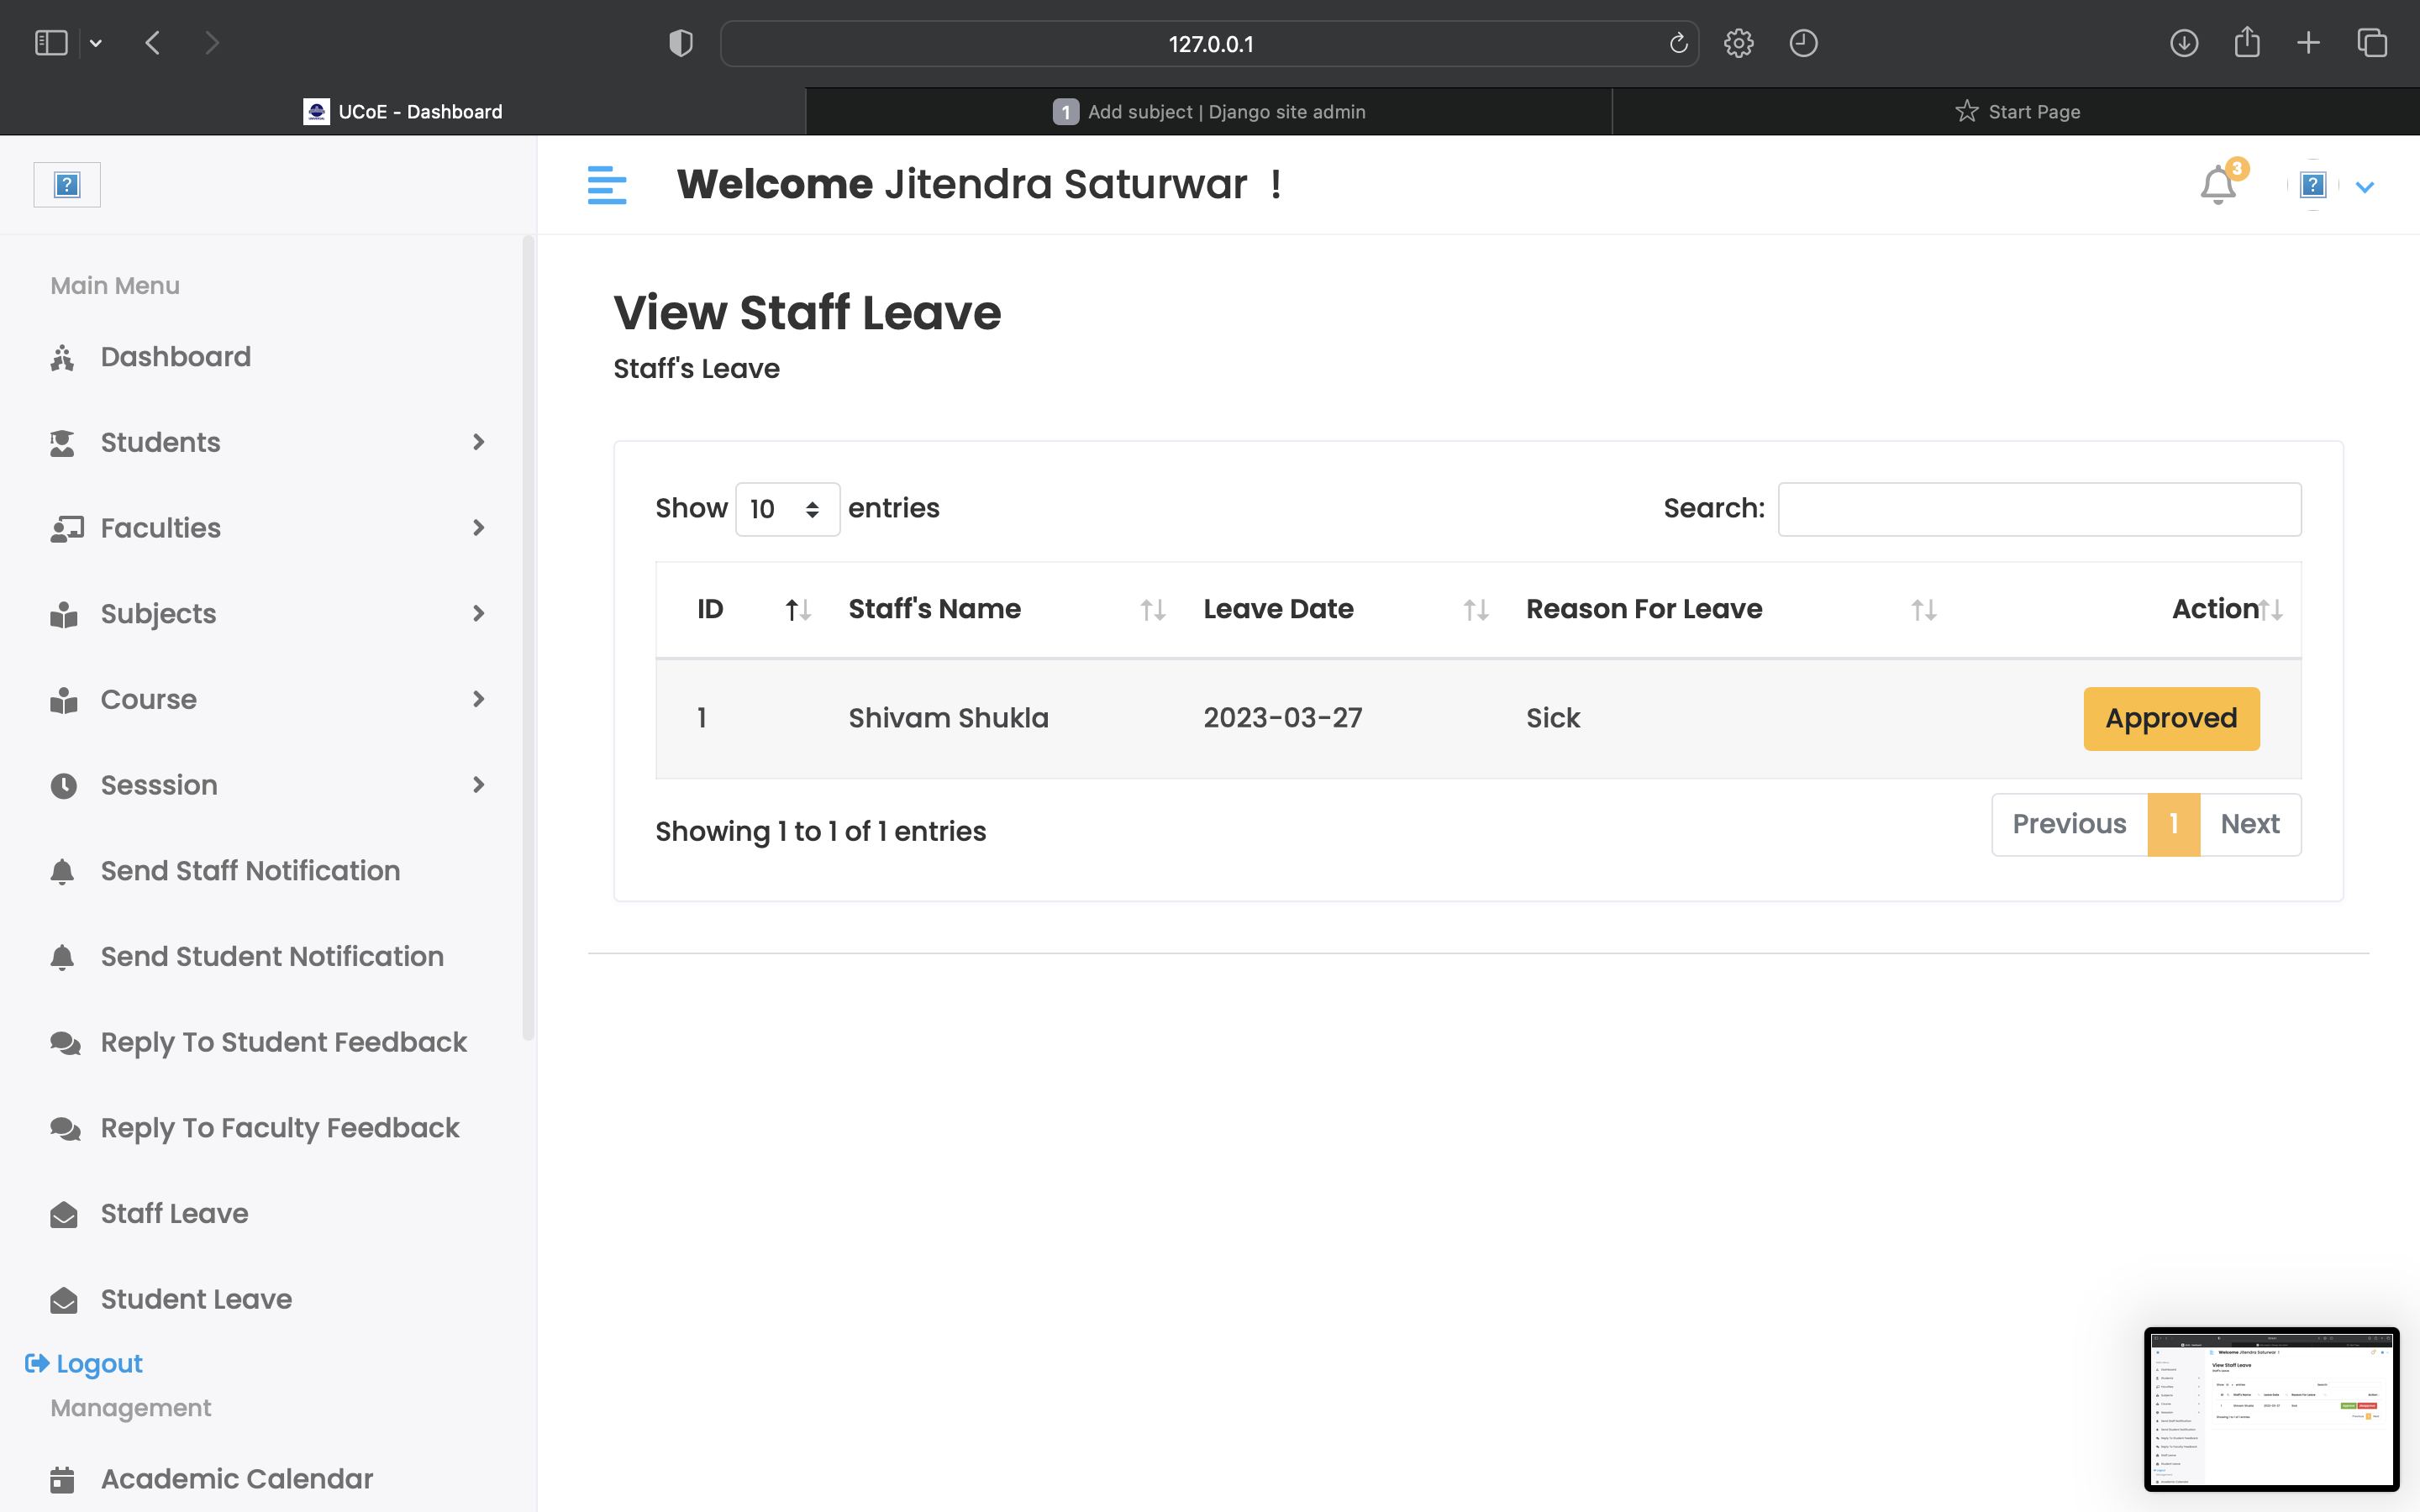 127.0.0.1
UCoE - Dashboard
1 Add subject | Django site admin
Start Page
Welcome Jitendra Saturwar !
3
Main Menu
Dashboard
Students
Faculties
Subjects
Course
Sesssion
Send Staff Notification
Send Student Notification
Reply To Student Feedback
Reply To Faculty Feedback
Staff Leave
Student Leave
Logout
Management
Academic Calendar
View Staff Leave
Staff's Leave
Show 10 entries
Search:
ID Staff's Name Leave Date Reason For Leave Action
1 Shivam Shukla 2023-03-27 Sick Approved
Showing 1 to 1 of 1 entries
Previous 1 Next